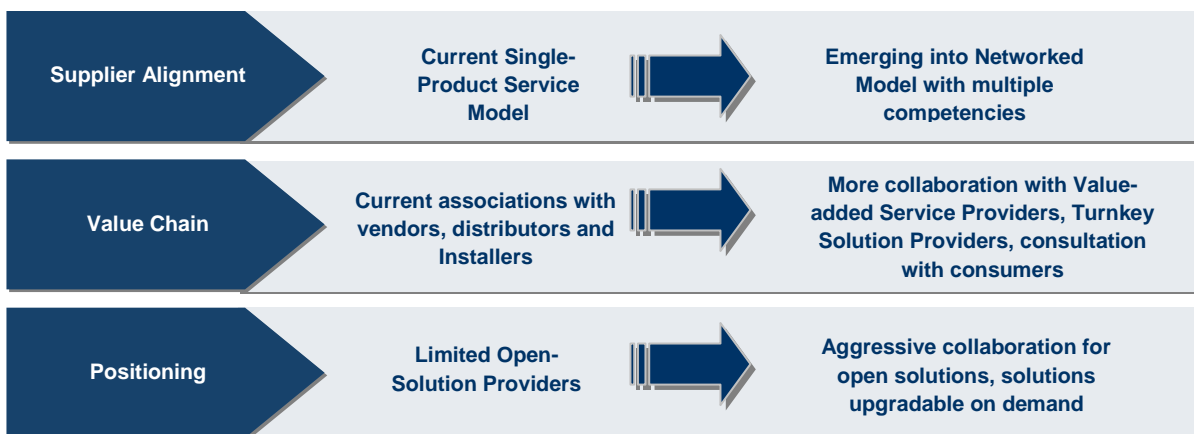 Supplier Alignment
Current Single-
Product Service
Model
Emerging into Networked
Model with multiple
competencies
Value Chain
Current associations with
vendors, distributors and
Installers
More collaboration with Value-
added Service Providers, Turnkey
Solution Providers, consultation
with consumers
Positioning
Limited Open-
Solution Providers
Aggressive collaboration for
open solutions, solutions
upgradable on demand